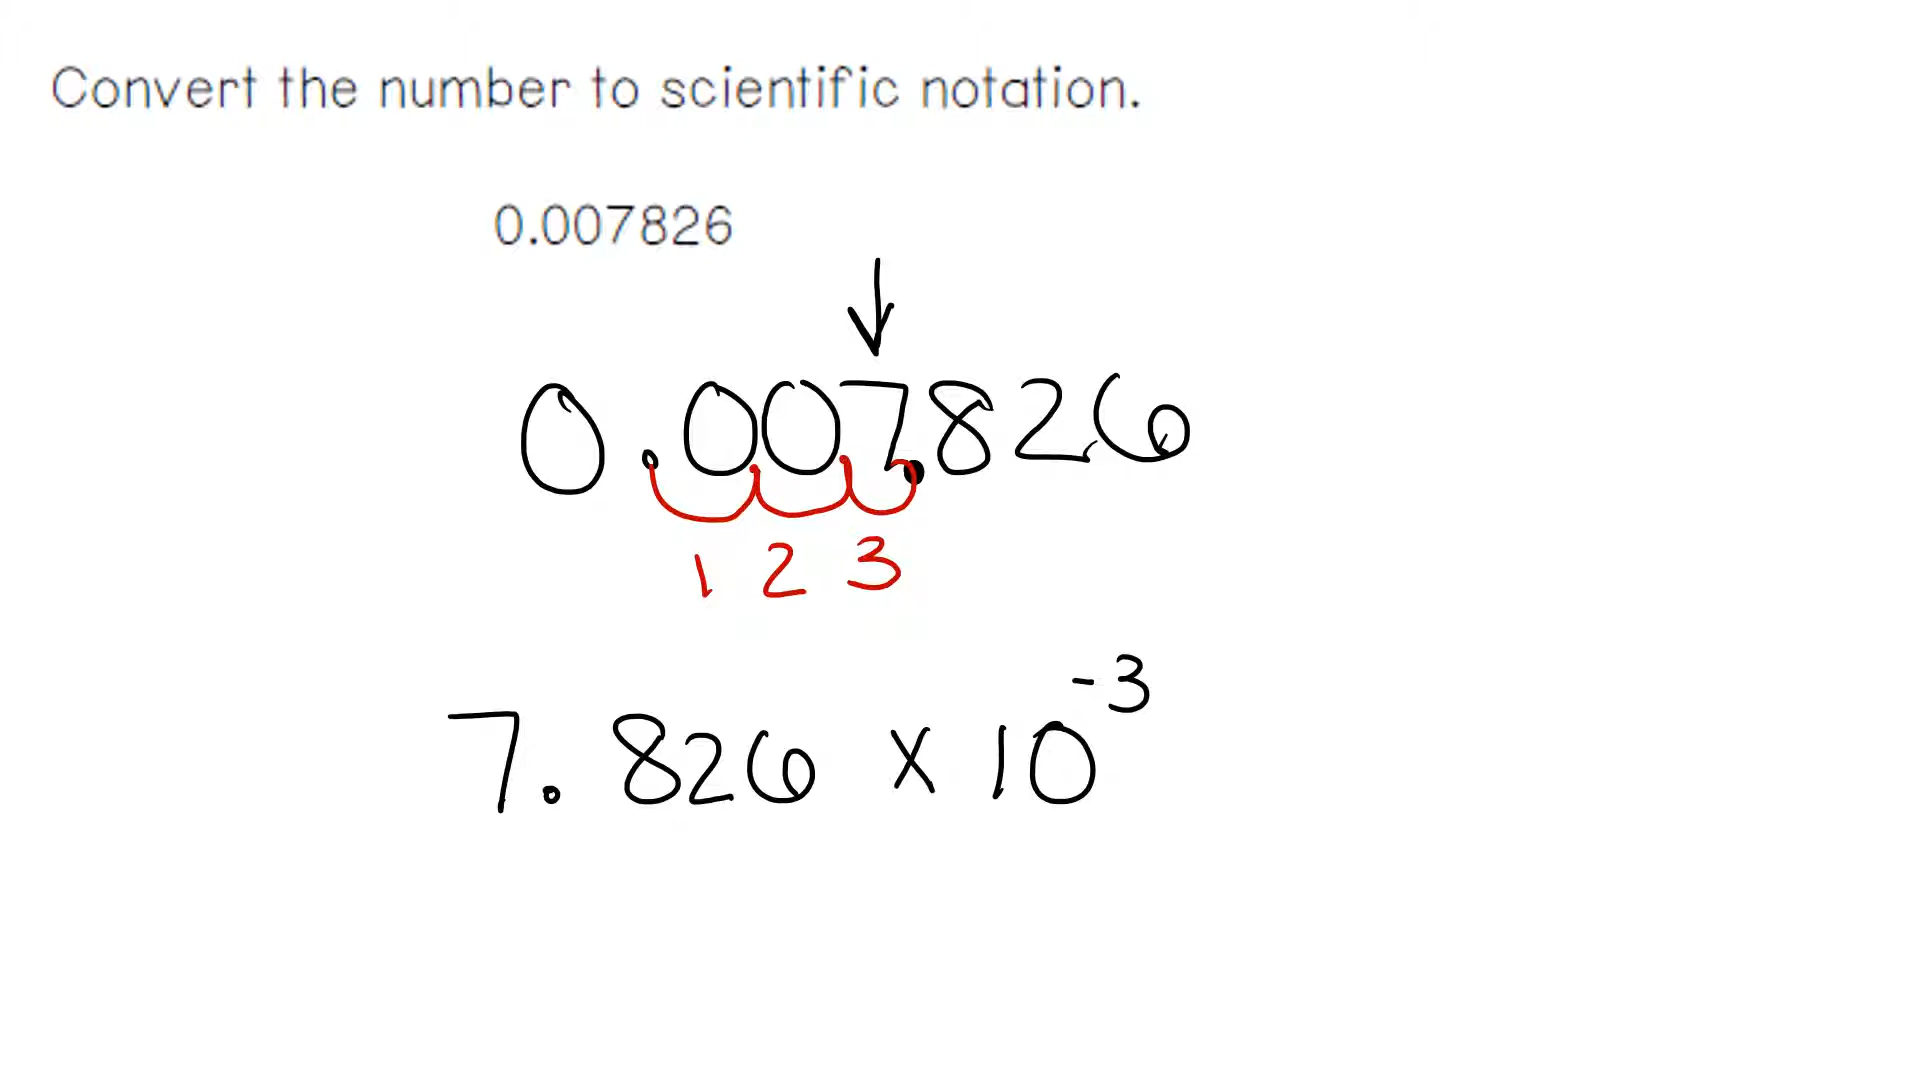 Convert the number to scientific notation.
0.007826
0.007.826
1 2 3
7.826 x 10^-3